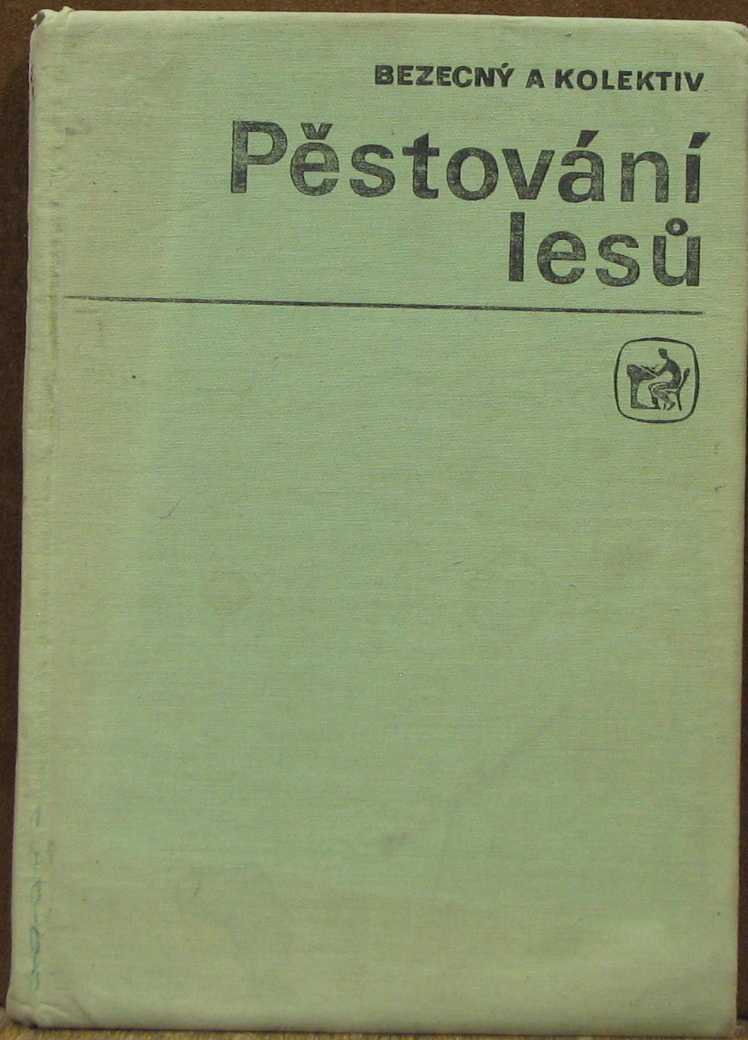 BEZECNÝ A KOLEKTIV
Pěstování
lesů